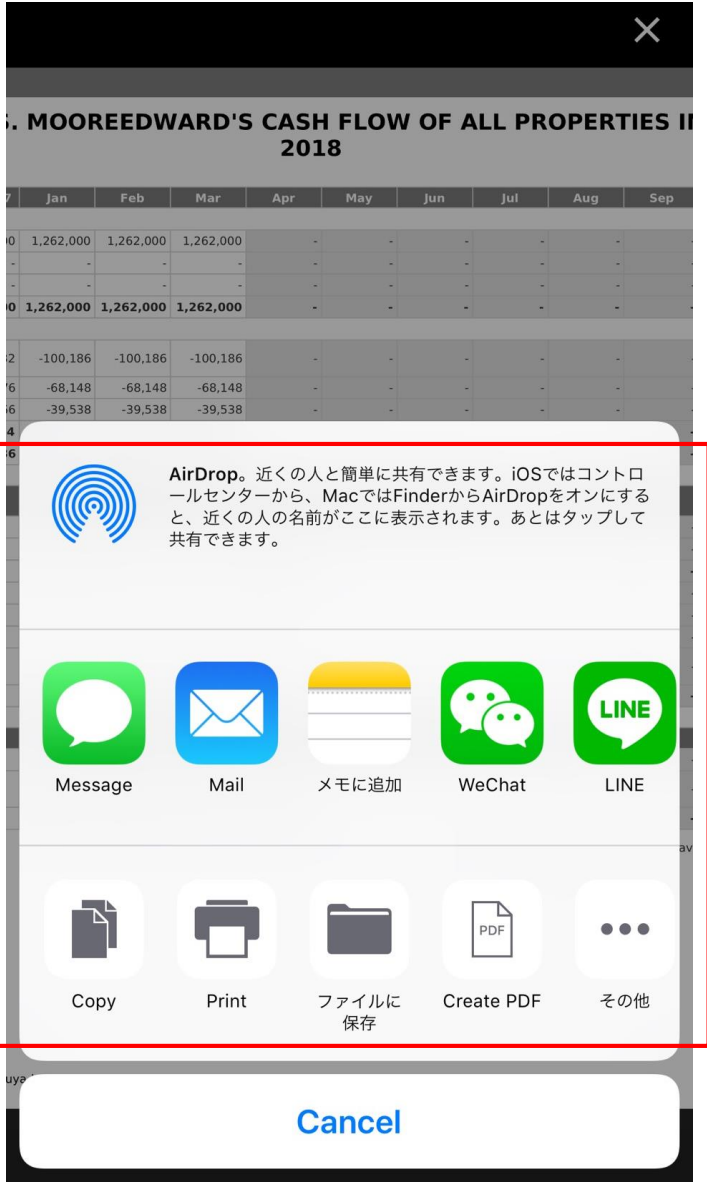 S. MOOREEDWARD'S CASH FLOW OF ALL PROPERTIES IN
2018
7 Jan Feb Mar Apr May Jun Jul Aug Sep
00 1,262,000 1,262,000 1,262,000 - - - - - -
- - - - - - - - - -
- - - - - - - - - -
00 1,262,000 1,262,000 1,262,000 - - - - - -
-100,186 -100,186 -100,186 - - - - - -
-68,148 -68,148 -68,148 - - - - - -
-39,538 -39,538 -39,538 - - - - - -
AirDrop。近くの人と簡単に共有できます。iOSではコントロ
ールセンターから、MacではFinderからAirDropをオンにする
と、近くの人の名前がここに表示されます。あとはタップして
共有できます。
Message Mail メモに追加 WeChat LINE
LINE
PDF
Copy Print ファイルに Create PDF その他
保存
Cancel